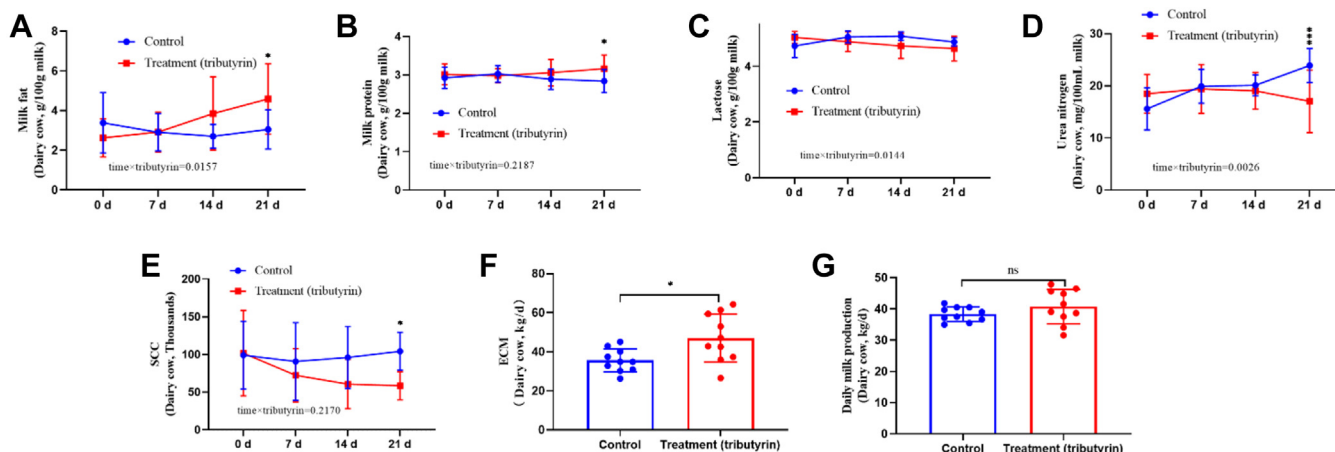 A
Milk fat
(Dairy cow, g/100g milk)
Control
Treatment (tributyrin)
*
8
6
4
2
0
time×tributyrin=0.0157
0 d
7 d
14 d
21 d
B
Milk protein
(Dairy cow, g/100g milk)
*
4
3
2
1
0
Control
Treatment (tributyrin)
time×tributyrin=0.2187
0 d
7 d
14 d
21 d
C
Lactose
(Dairy cow, g/100g milk)
4
2
0
Control
Treatment (tributyrin)
time×tributyrin=0.0144
0 d
7 d
14 d
21 d
D
Urea nitrogen
(Dairy cow, mg/100mL milk)
Control
Treatment (tributyrin)
***
30
20
10
0
time×tributyrin=0.0026
0 d
7 d
14 d
21 d
E
SCC
(Dairy cow, Thousands)
Control
Treatment (tributyrin)
*
200
150
100
50
0
time×tributyrin=0.2170
0 d
7 d
14 d
21 d
F
ECM
( Dairy cow, kg/d)
*
80
60
40
20
0
Control
Treatment (tributyrin)
G
Daily milk production
(Dairy cow, kg/d)
ns
50
40
30
20
10
0
Control
Treatment (tributyrin)